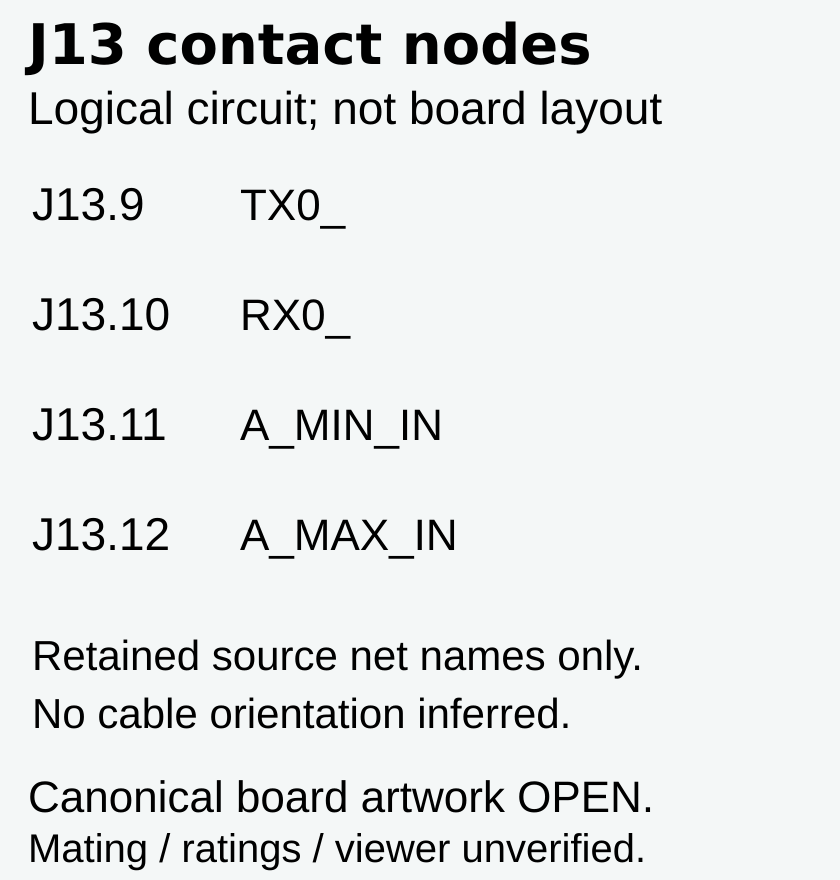 J13 contact nodes
Logical circuit; not board layout
J13.9 TX0_
J13.10 RX0_
J13.11 A_MIN_IN
J13.12 A_MAX_IN
Retained source net names only.
No cable orientation inferred.
Canonical board artwork OPEN.
Mating / ratings / viewer unverified.